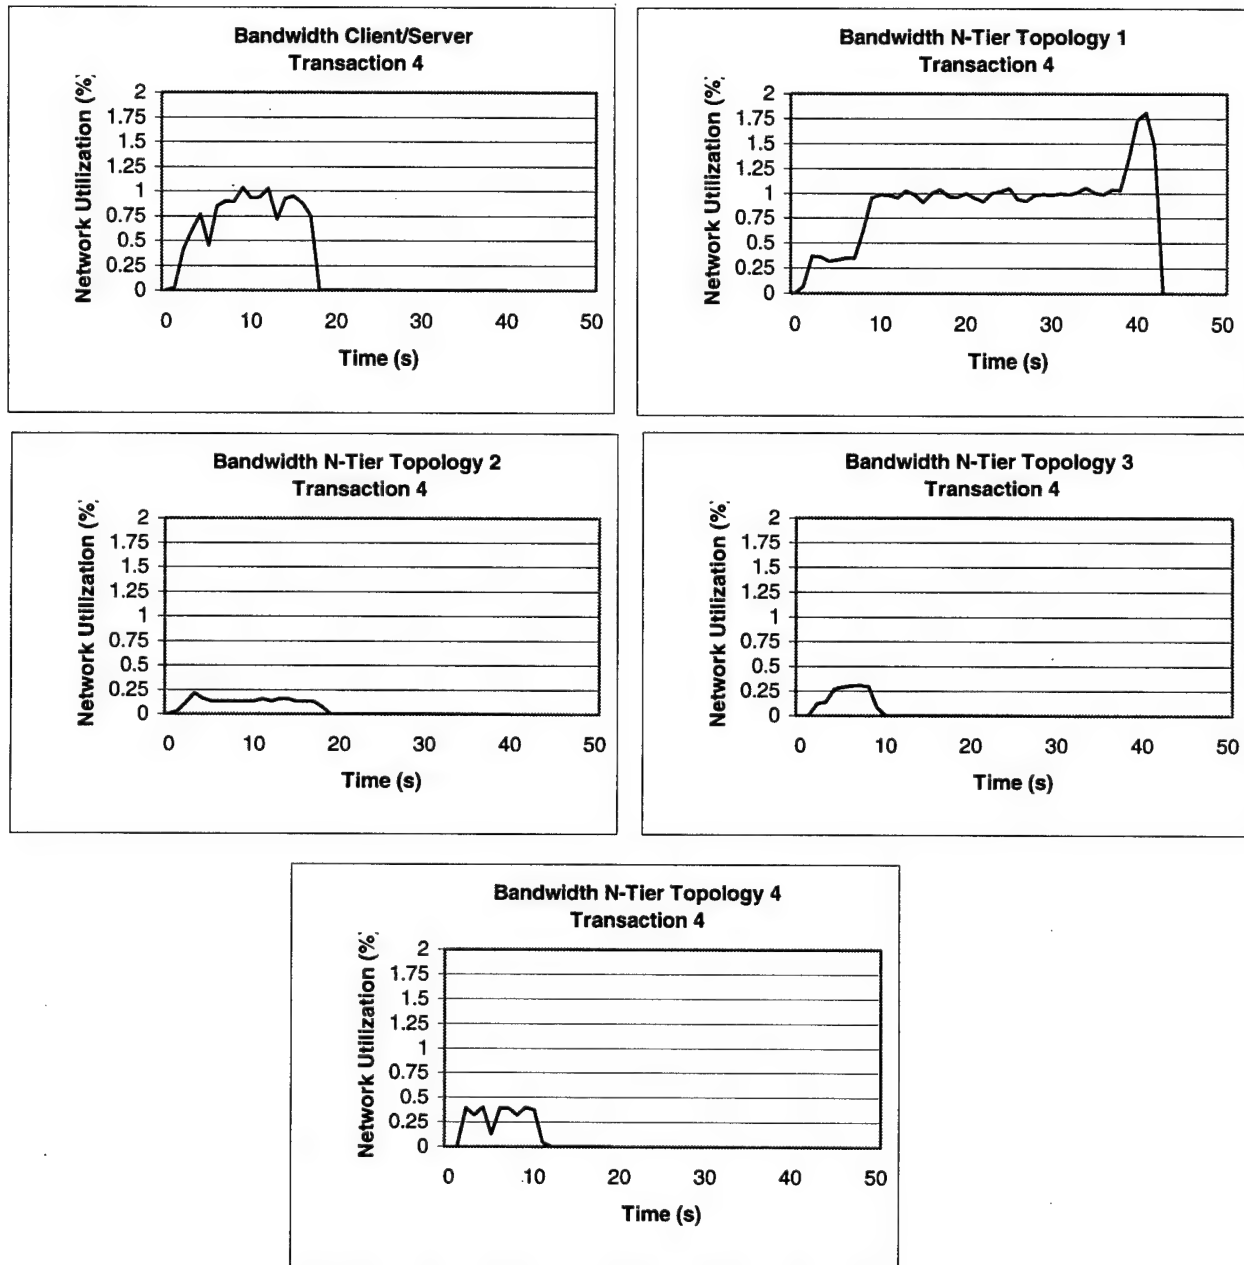 Bandwidth Client/Server
Transaction 4
Network Utilization (%)
2
1.75
1.5
1.25
1
0.75
0.5
0.25
0
0 10 20 30 40 50
Time (s)
Bandwidth N-Tier Topology 1
Transaction 4
Network Utilization (%)
2
1.75
1.5
1.25
1
0.75
0.5
0.25
0
0 10 20 30 40 50
Time (s)
Bandwidth N-Tier Topology 2
Transaction 4
Network Utilization (%)
2
1.75
1.5
1.25
1
0.75
0.5
0.25
0
0 10 20 30 40 50
Time (s)
Bandwidth N-Tier Topology 3
Transaction 4
Network Utilization (%)
2
1.75
1.5
1.25
1
0.75
0.5
0.25
0
0 10 20 30 40 50
Time (s)
Bandwidth N-Tier Topology 4
Transaction 4
Network Utilization (%)
2
1.75
1.5
1.25
1
0.75
0.5
0.25
0
0 10 20 30 40 50
Time (s)